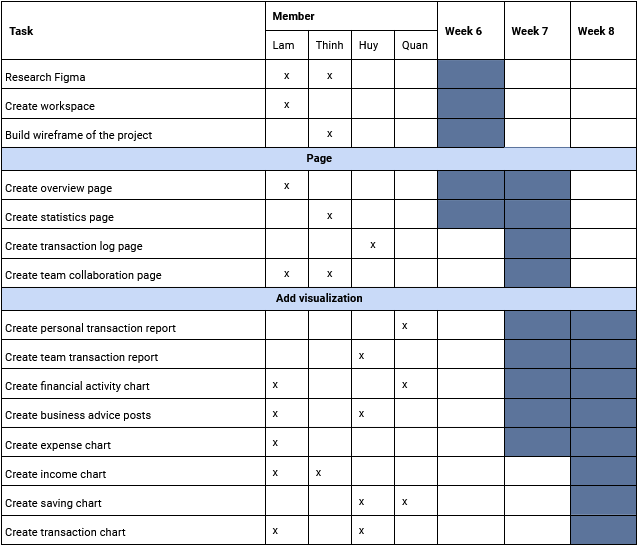 Task Member Week 6 Week 7 Week 8
Lam Thinh Huy Quan
Research Figma x x
Create workspace x
Build wireframe of the project x
Page
Create overview page x
Create statistics page x
Create transaction log page x
Create team collaboration page x x
Add visualization
Create personal transaction report x
Create team transaction report x
Create financial activity chart x x
Create business advice posts x x
Create expense chart x
Create income chart x x
Create saving chart x x
Create transaction chart x x